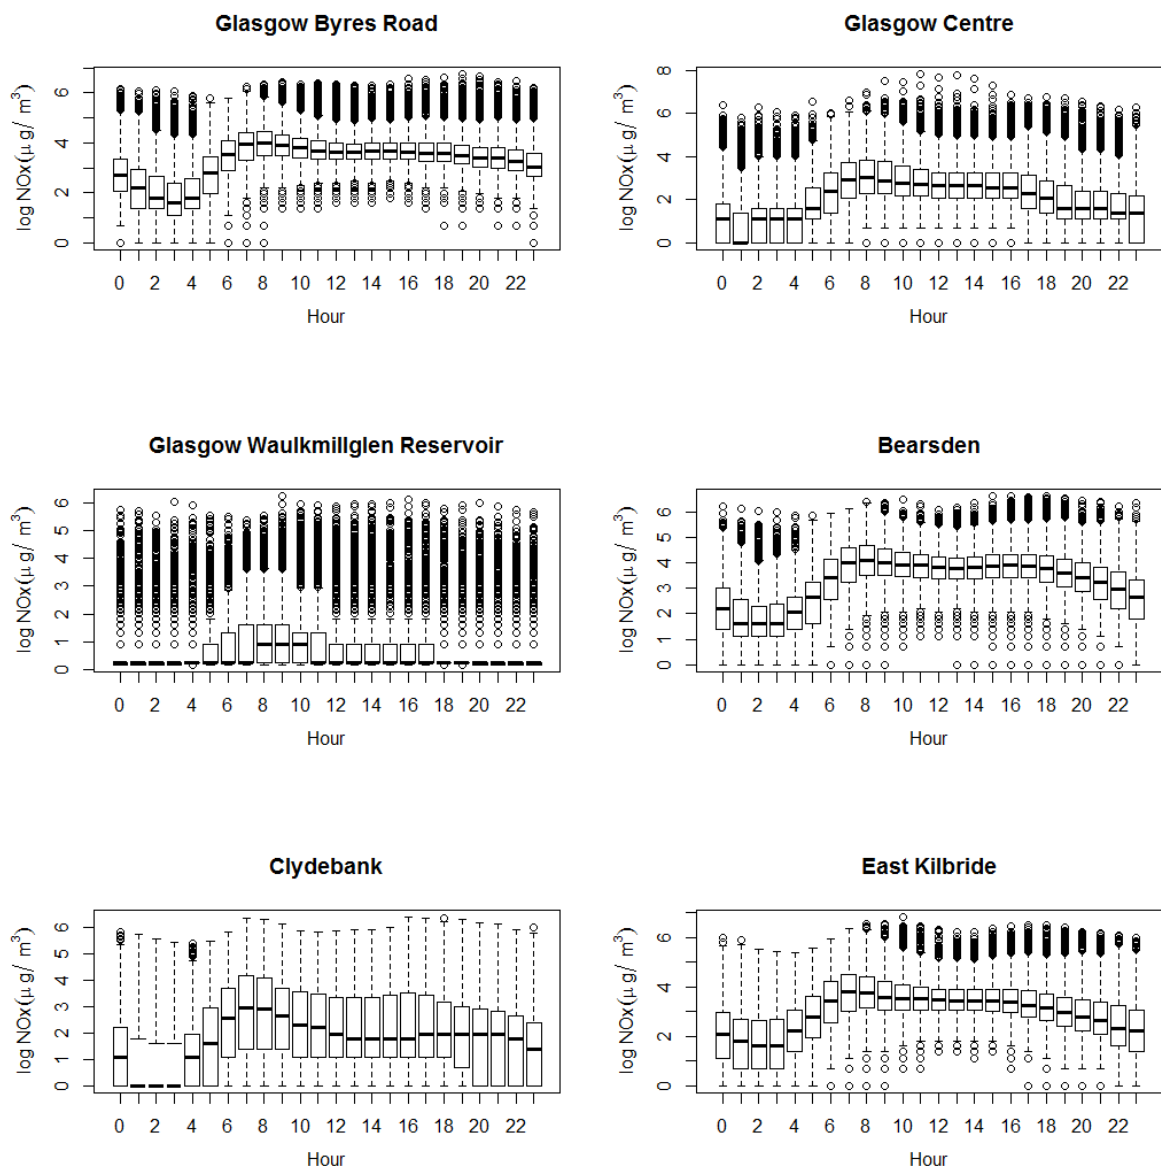 Glasgow Byres Road
log NOx(μ g/ m³)
6
4
2
0
0 2 4 6 8 10 12 14 16 18 20 22
Hour
Glasgow Centre
log NOx(μ g/ m³)
8
6
4
2
0
0 2 4 6 8 10 12 14 16 18 20 22
Hour
Glasgow Waulkmillglen Reservoir
log NOx(μ g/ m³)
6
5
4
3
2
1
0
0 2 4 6 8 10 12 14 16 18 20 22
Hour
Bearsden
log NOx(μ g/ m³)
6
5
4
3
2
1
0
0 2 4 6 8 10 12 14 16 18 20 22
Hour
Clydebank
log NOx(μ g/ m³)
6
5
4
3
2
1
0
0 2 4 6 8 10 12 14 16 18 20 22
Hour
East Kilbride
log NOx(μ g/ m³)
6
4
2
0
0 2 4 6 8 10 12 14 16 18 20 22
Hour